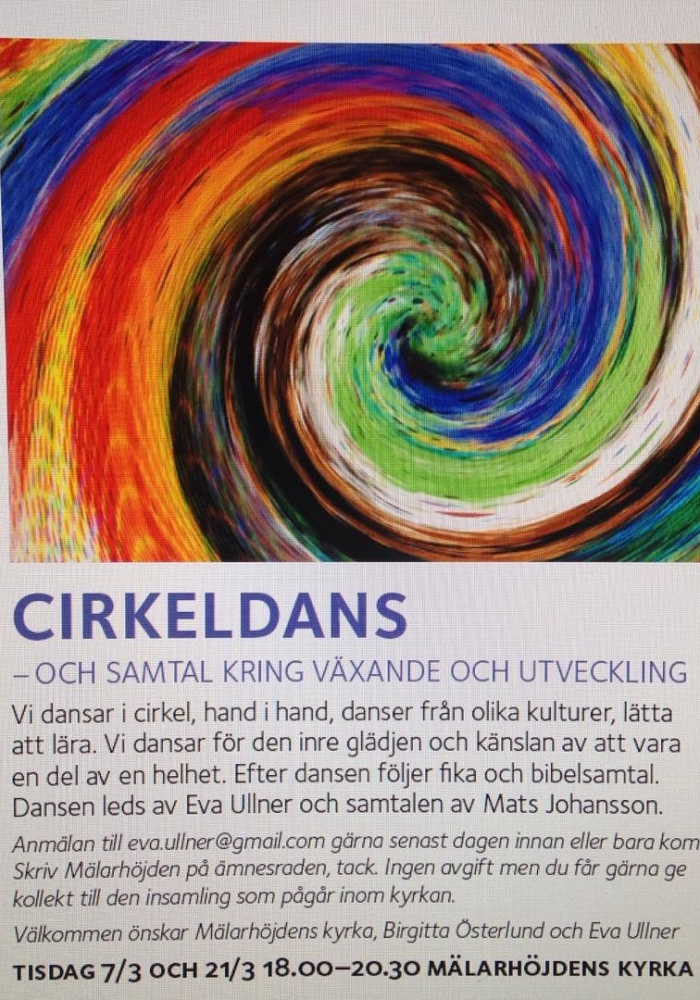 CIRKELDANS
– OCH SAMTAL KRING VÄXANDE OCH UTVECKLING
Vi dansar i cirkel, hand i hand, danser från olika kulturer, lätta
att lära. Vi dansar för den inre glädjen och känslan av att vara
en del av en helhet. Efter dansen följer fika och bibelsamtal.
Dansen leds av Eva Ullner och samtalen av Mats Johansson.
Anmälan till eva.ullner@gmail.com gärna senast dagen innan eller bara kom
Skriv Mälarhöjden på ämnesraden, tack. Ingen avgift men du får gärna ge
kollekt till den insamling som pågår inom kyrkan.
Välkommen önskar Mälarhöjdens kyrka, Birgitta Österlund och Eva Ullner
TISDAG 7/3 OCH 21/3 18.00–20.30 MÄLARHÖJDENS KYRKA